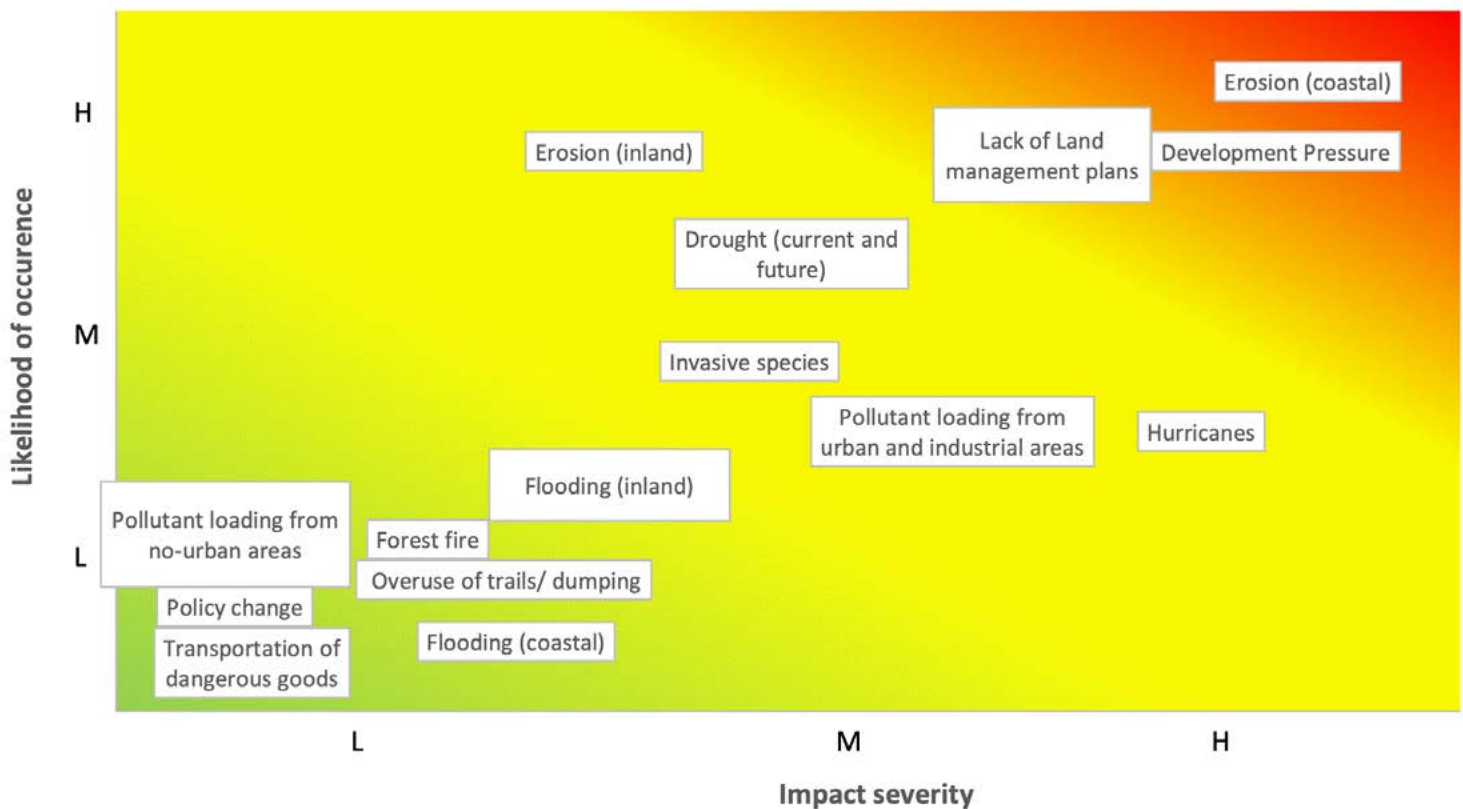 Likelihood of occurence
H
M
L
Erosion (coastal)
Lack of Land
management plans
Development Pressure
Erosion (inland)
Drought (current and
future)
Invasive species
Pollutant loading from
urban and industrial areas
Hurricanes
Flooding (inland)
Pollutant loading from
no-urban areas
Forest fire
Overuse of trails/ dumping
Policy change
Flooding (coastal)
Transportation of
dangerous goods
L
M
H
Impact severity